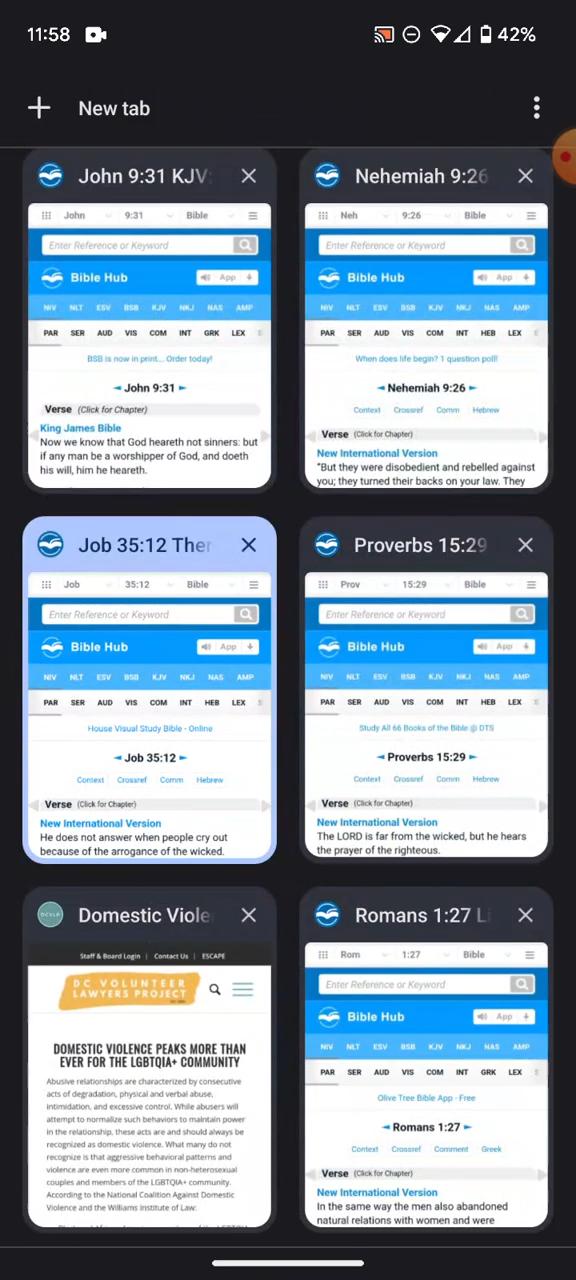 11:58
42%
New tab
John 9:31 KJV:
John 9:31 Bible
Enter Reference or Keyword
Bible Hub App
NIV NLT ESV BSB KJV NKJ NAS AMP
PAR SER AUD VIS COM INT GRK LEX
BSB is now in print... Order today!
John 9:31
Verse (Click for Chapter)
King James Bible
Now we know that God heareth not sinners: but
if any man be a worshipper of God, and doeth
his will, him he heareth.
Nehemiah 9:26
Neh 9:26 Bible
Enter Reference or Keyword
Bible Hub App
NIV NLT ESV BSB KJV NKJ NAS AMP
PAR SER AUD VIS COM INT HEB LEX
When does life begin? 1 question poll!
Nehemiah 9:26
Context Crossref Comm Hebrew
Verse (Click for Chapter)
New International Version
"But they were disobedient and rebelled against
you; they turned their backs on your law. They
Job 35:12 Ther
Job 35:12 Bible
Enter Reference or Keyword
Bible Hub App
NIV NLT ESV BSB KJV NKJ NAS AMP
PAR SER AUD VIS COM INT HEB LEX
House Visual Study Bible - Online
Job 35:12
Context Crossref Comm Hebrew
Verse (Click for Chapter)
New International Version
He does not answer when people cry out
because of the arrogance of the wicked.
Proverbs 15:29
Prov 15:29 Bible
Enter Reference or Keyword
Bible Hub App
NIV NLT ESV BSB KJV NKJ NAS AMP
PAR SER AUD VIS COM INT HEB LEX
Study All 66 Books of the Bible @ DTS
Proverbs 15:29
Context Crossref Comm Hebrew
Verse (Click for Chapter)
New International Version
The LORD is far from the wicked, but he hears
the prayer of the righteous.
DCVLP
Domestic Viole
Staff & Board Login | Contact Us | ESCAPE
DC VOLUNTEER
LAWYERS PROJECT
DOMESTIC VIOLENCE PEAKS MORE THAN
EVER FOR THE LGBTQIA+ COMMUNITY
Abusive relationships are characterized by consecutive
acts of degradation, physical and verbal abuse,
intimidation, and excessive control. While abusers will
attempt to normalize such behaviors to maintain power
in the relationship, these acts are and should always be
recognized as domestic violence. What many do not
recognize is that aggressive behavioral patterns and
violence are even more common in non-heterosexual
couples and members of the LGBTQIA+ community.
According to the National Coalition Against Domestic
Violence and the Williams Institute of Law:
Romans 1:27 Li
Rom 1:27 Bible
Enter Reference or Keyword
Bible Hub App
NIV NLT ESV BSB KJV NKJ NAS AMP
PAR SER AUD VIS COM INT GRK LEX
Olive Tree Bible App - Free
Romans 1:27
Context Crossref Comment Greek
Verse (Click for Chapter)
New International Version
In the same way the men also abandoned
natural relations with women and were